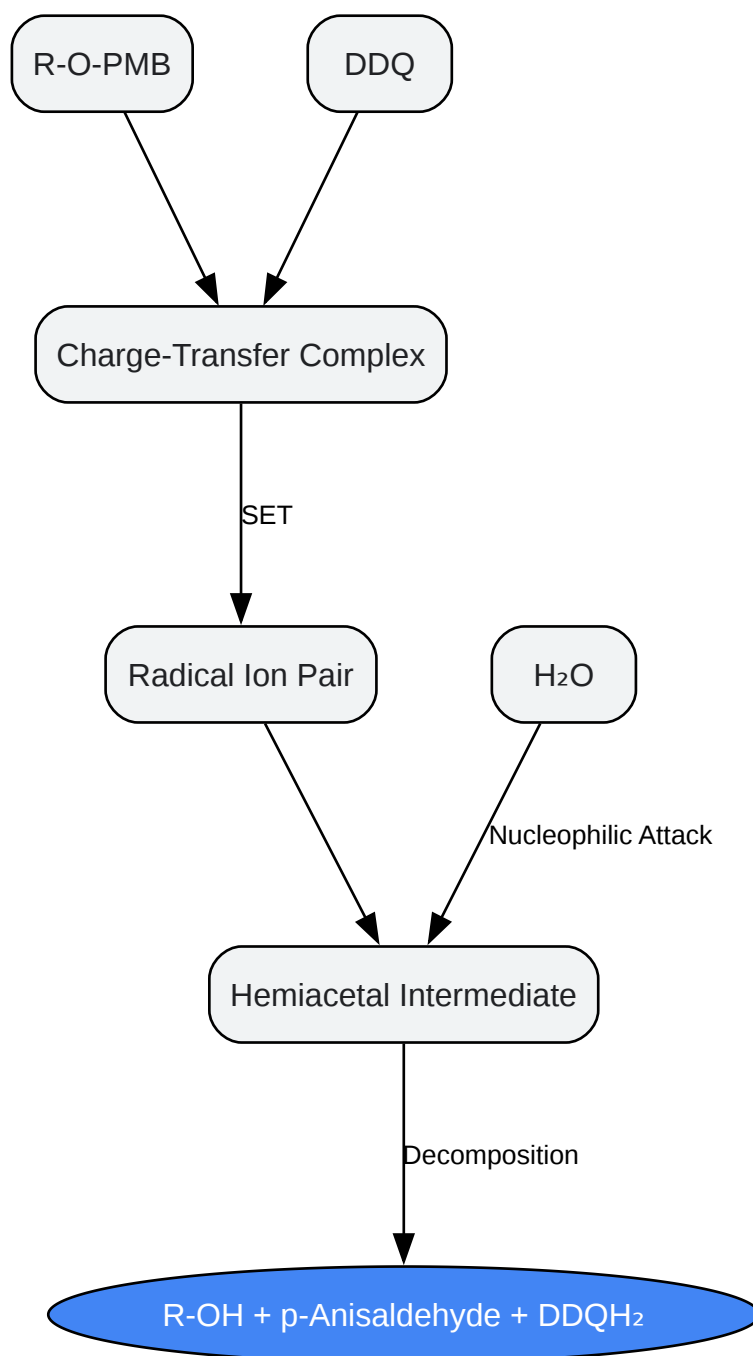 R-O-PMB
DDQ
Charge-Transfer Complex
SET
Radical Ion Pair
H₂O
Nucleophilic Attack
Hemiacetal Intermediate
Decomposition
R-OH + p-Anisaldehyde + DDQH₂